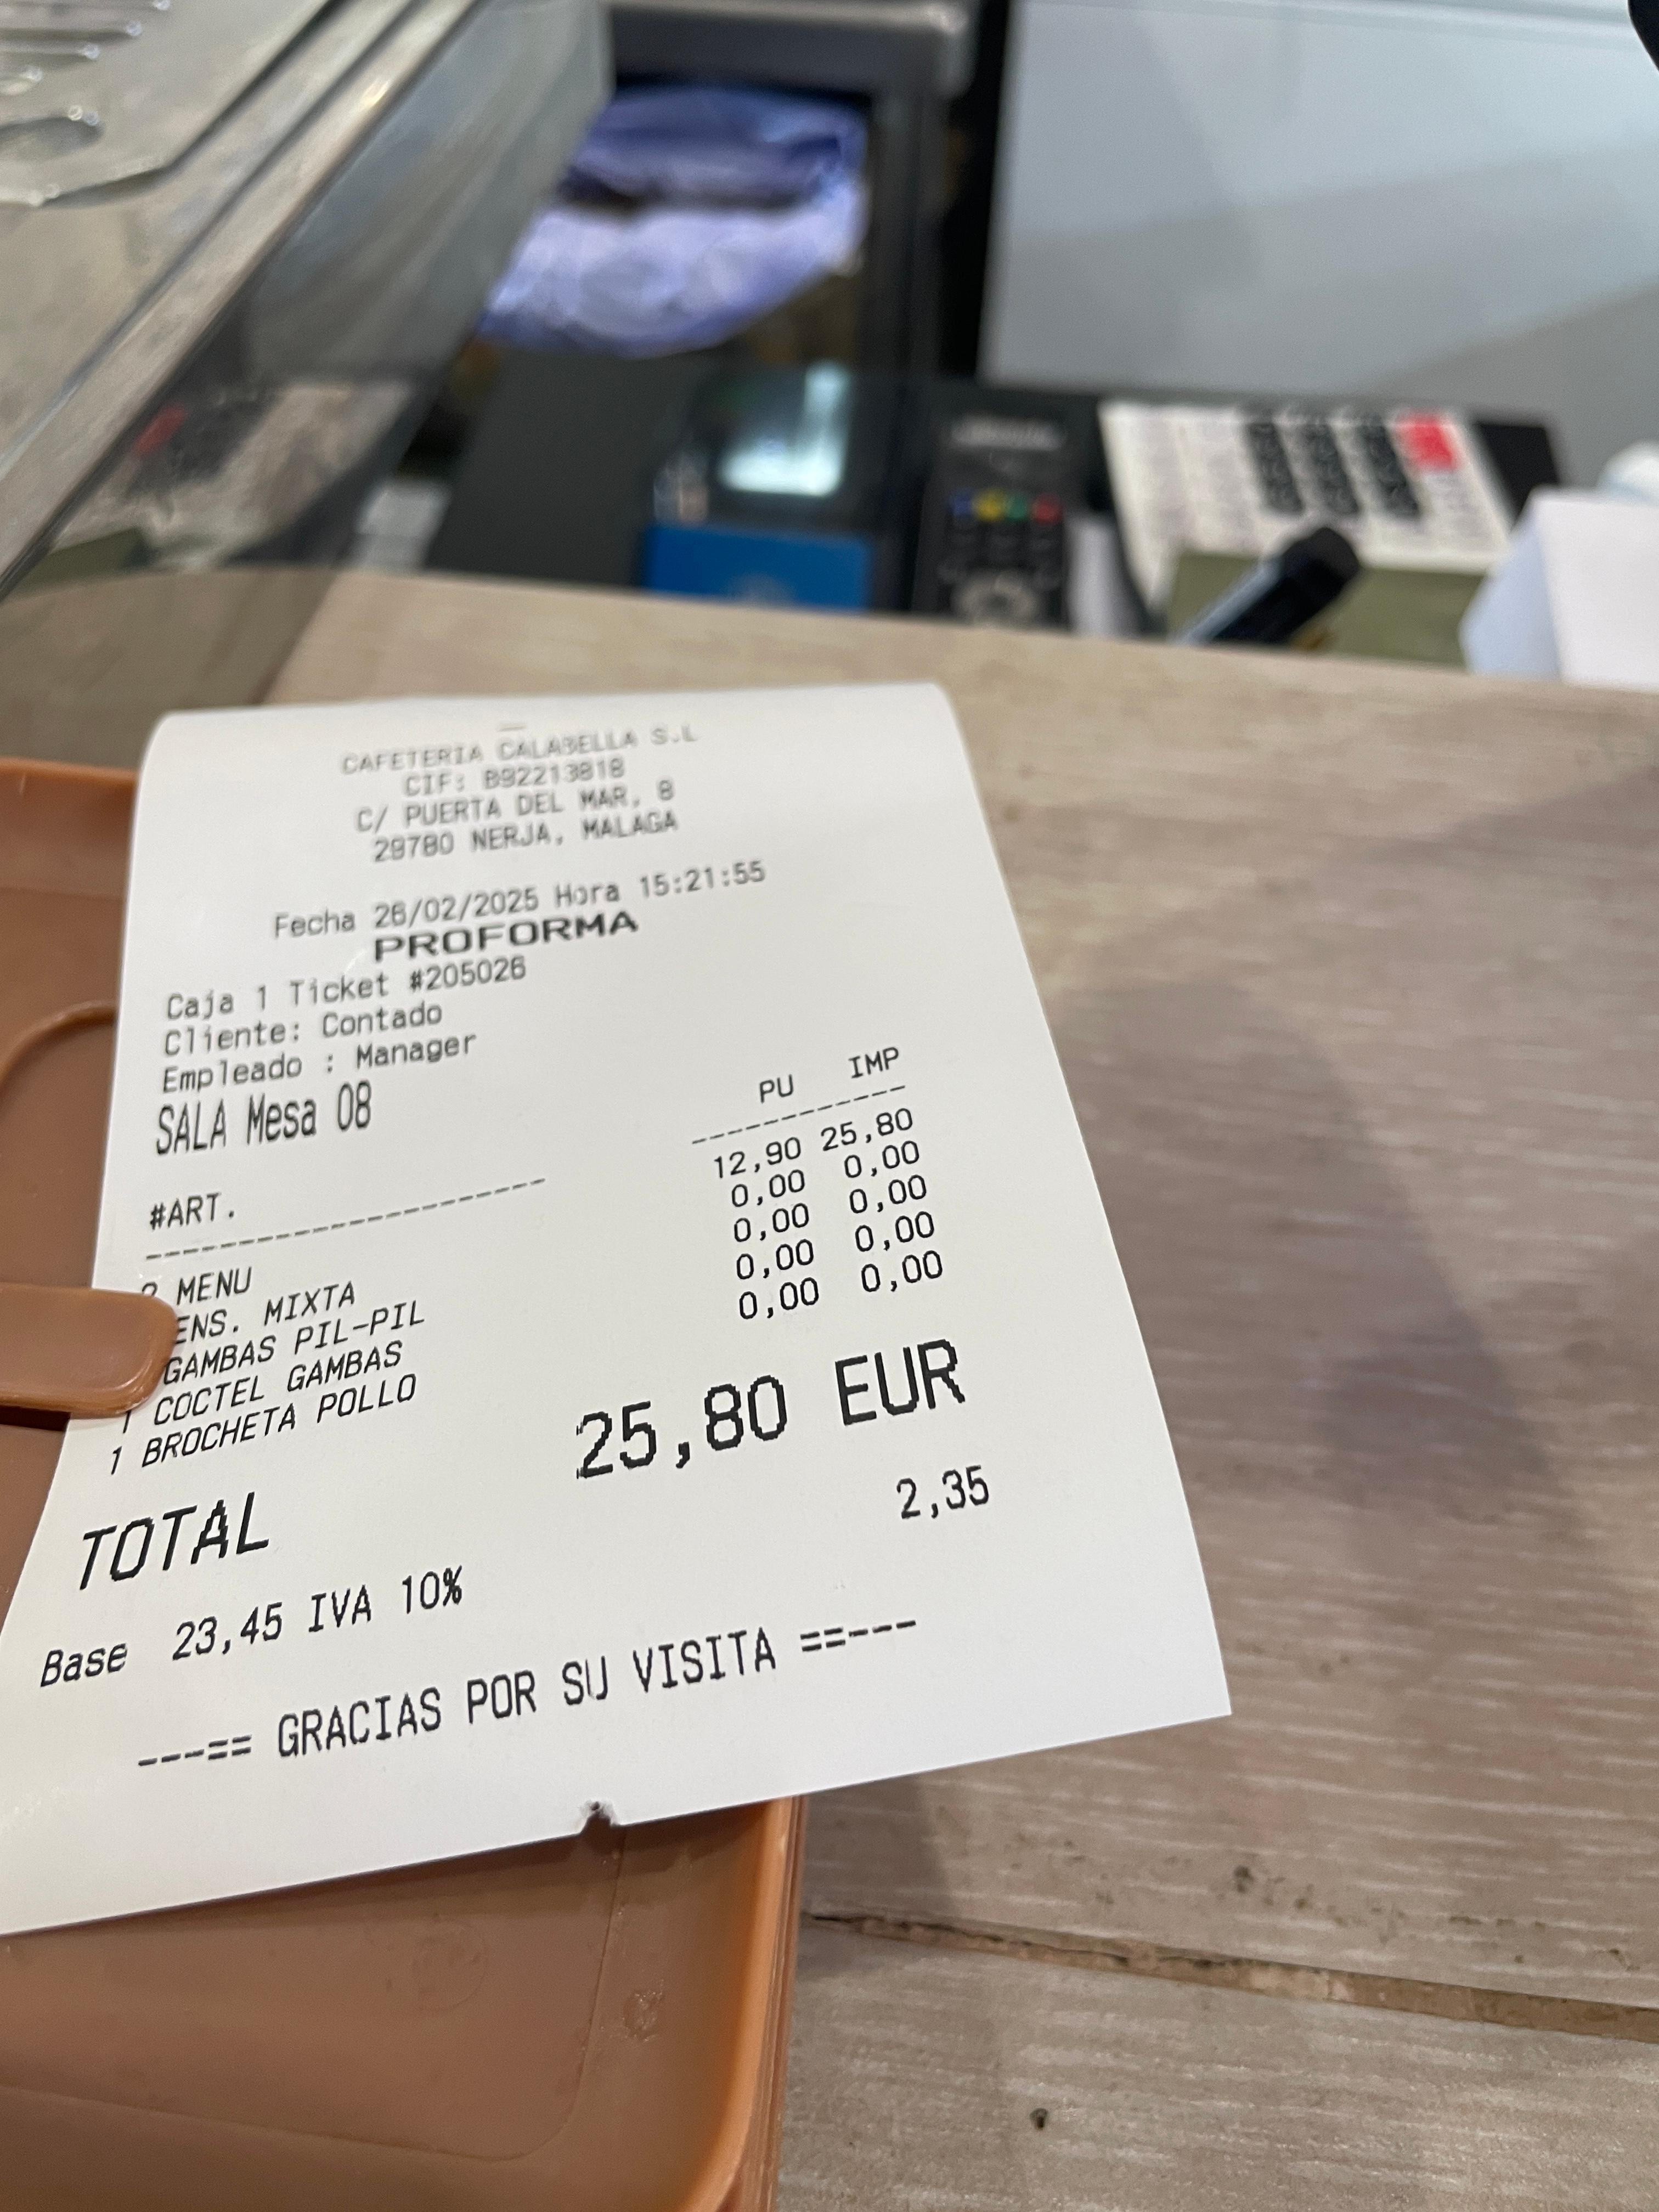 CAFETERIA CALABELLA S.L
CIF: B92213818
C/ PUERTA DEL MAR, 8
29780 NERJA, MALAGA
Fecha 26/02/2025 Hora 15:21:55
PROFORMA
Caja 1 Ticket #205026
Cliente: Contado
Empleado : Manager
SALA Mesa 08
#ART. PU IMP
MENU 12,90 25,80
ENS. MIXTA 0,00 0,00
GAMBAS PIL-PIL 0,00 0,00
1 COCTEL GAMBAS 0,00 0,00
1 BROCHETA POLLO 0,00 0,00
TOTAL 25,80 EUR
Base 23,45 IVA 10% 2,35
---== GRACIAS POR SU VISITA ==---